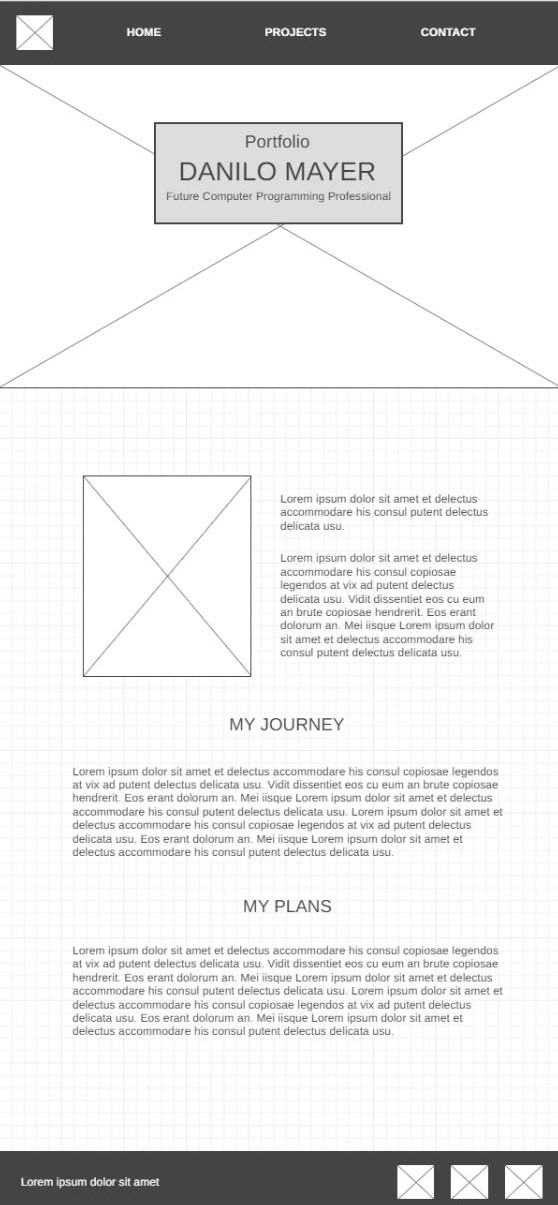 HOME PROJECTS CONTACT
Portfolio
DANILO MAYER
Future Computer Programming Professional
Lorem ipsum dolor sit amet et delectus
accommodare his consul putent delectus
delicata usu.
Lorem ipsum dolor sit amet et delectus
accommodare his consul copiosae
legendos at vix ad putent delectus
delicata usu. Vidit dissentiet eos cu eum
an brute copiosae hendrerit. Eos erant
dolorum an. Mei iisque Lorem ipsum dolor
sit amet et delectus accommodare his
consul putent delectus delicata usu.
MY JOURNEY
Lorem ipsum dolor sit amet et delectus accommodare his consul copiosae legendos
at vix ad putent delectus delicata usu. Vidit dissentiet eos cu eum an brute copiosae
hendrerit. Eos erant dolorum an. Mei iisque Lorem ipsum dolor sit amet et delectus
accommodare his consul putent delectus delicata usu. Lorem ipsum dolor sit amet et
delectus accommodare his consul copiosae legendos at vix ad putent delectus
delicata usu. Eos erant dolorum an. Mei iisque Lorem ipsum dolor sit amet et
delectus accommodare his consul putent delectus delicata usu.
MY PLANS
Lorem ipsum dolor sit amet et delectus accommodare his consul copiosae legendos
at vix ad putent delectus delicata usu. Vidit dissentiet eos cu eum an brute copiosae
hendrerit. Eos erant dolorum an. Mei iisque Lorem ipsum dolor sit amet et delectus
accommodare his consul putent delectus delicata usu. Lorem ipsum dolor sit amet et
delectus accommodare his consul copiosae legendos at vix ad putent delectus
delicata usu. Eos erant dolorum an. Mei iisque Lorem ipsum dolor sit amet et
delectus accommodare his consul putent delectus delicata usu.
Lorem ipsum dolor sit amet